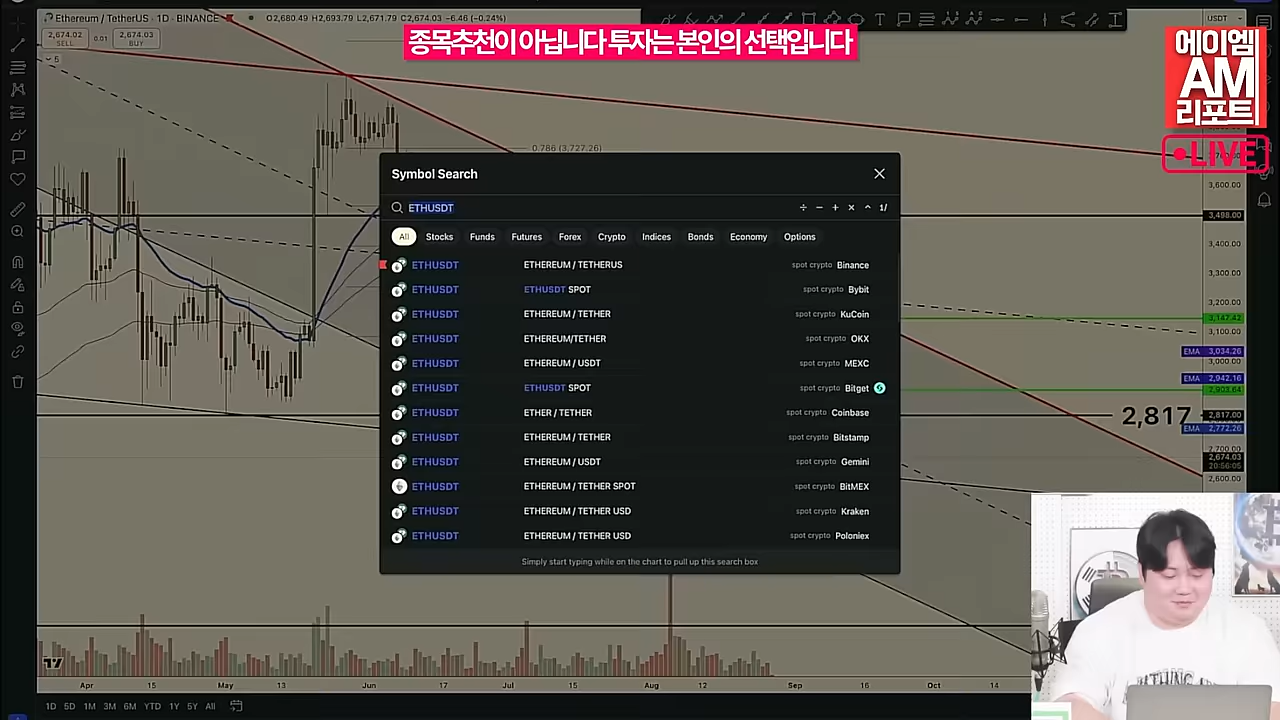 Ethereum / TetherUS · 1D · BINANCE
O2,680.49 H2,693.79 L2,671.79 C2,674.03 −6.46 (−0.24%)
USDT
2,674.02
SELL
0.01
2,674.03
BUY
5
종목추천이 아닙니다 투자는 본인의 선택입니다
에이엠
AM
리포트
LIVE
0.786 (3,727.26)
Symbol Search
ETHUSDT
1/
All Stocks Funds Futures Forex Crypto Indices Bonds Economy Options
ETHUSDT ETHEREUM / TETHERUS spot crypto Binance
ETHUSDT ETHUSDT SPOT spot crypto Bybit
ETHUSDT ETHEREUM / TETHER spot crypto KuCoin
ETHUSDT ETHEREUM/TETHER spot crypto OKX
ETHUSDT ETHEREUM / USDT spot crypto MEXC
ETHUSDT ETHUSDT SPOT spot crypto Bitget
ETHUSDT ETHER / TETHER spot crypto Coinbase
ETHUSDT ETHEREUM / TETHER spot crypto Bitstamp
ETHUSDT ETHEREUM / USDT spot crypto Gemini
ETHUSDT ETHEREUM / TETHER SPOT spot crypto BitMEX
ETHUSDT ETHEREUM / TETHER USD spot crypto Kraken
ETHUSDT ETHEREUM / TETHER USD spot crypto Poloniex
Simply start typing while on the chart to pull up this search box
3,600.00
3,498.00
3,400.00
3,300.00
3,200.00
3,147.42
3,100.00
EMA 3,034.26
3,000.00
EMA 2,942.16
2,903.64
2,817
2,817.00
EMA 2,772.26
2,700.00
2,674.03
20:56:05
2,600.00
Apr 15 May 13 Jun 17 Jul 15 Aug 12 Sep Oct 14
1D 5D 1M 3M 6M YTD 1Y 5Y All